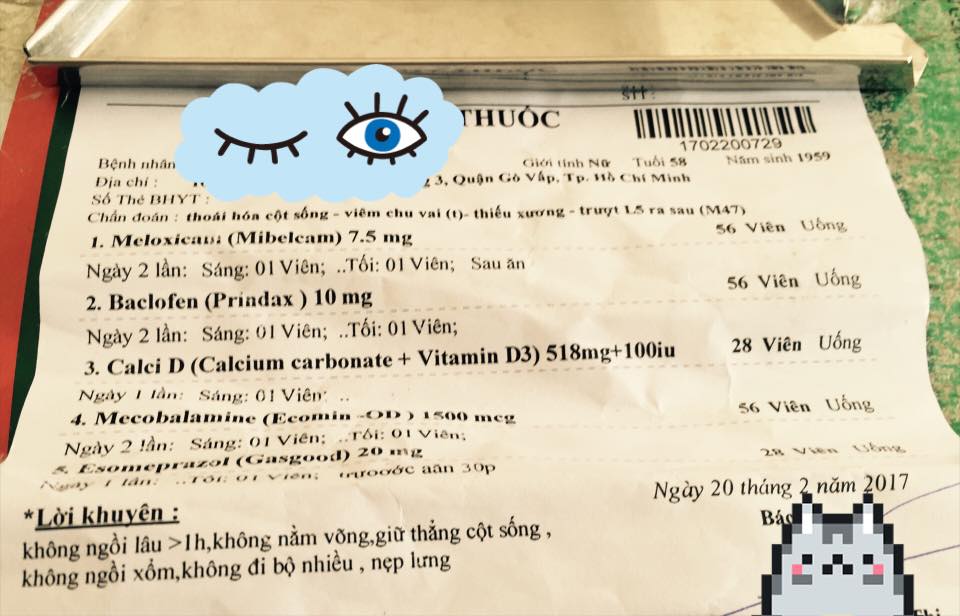 THUỐC
1702200729
Bệnh nhân Giới tính Nữ Tuổi 58 Năm sinh 1959
Địa chỉ : 3, Quận Gò Vấp, Tp. Hồ Chí Minh
Số Thẻ BHYT :
Chẩn đoán : thoái hóa cột sống - viêm chu vai (t)- thiếu xương - trượt L5 ra sau (M47)
1. Meloxicam (Mibelcam) 7.5 mg 56 Viên Uống
Ngày 2 lần: Sáng: 01 Viên; ..Tối: 01 Viên; Sau ăn
2. Baclofen (Prindax ) 10 mg 56 Viên Uống
Ngày 2 lần: Sáng: 01 Viên; ..Tối: 01 Viên;
3. Calci D (Calcium carbonate + Vitamin D3) 518mg+100iu 28 Viên Uống
Ngày 1 lần: Sáng: 01 Viên; ..
4. Mecobalamine (Ecomin -OD ) 1500 mcg 56 Viên Uống
Ngày 2 lần: Sáng: 01 Viên; ..Tối: 01 Viên;
5. Esomeprazol (Gasgood) 20 mg 28 Viên Uống
Ngày 1 lần: ..Tối: 01 Viên; trưooớc aăn 30p
Ngày 20 tháng 2 năm 2017
*Lời khuyên :
không ngồi lâu >1h,không nằm võng,giữ thẳng cột sống ,
không ngồi xổm,không đi bộ nhiều , nẹp lưng